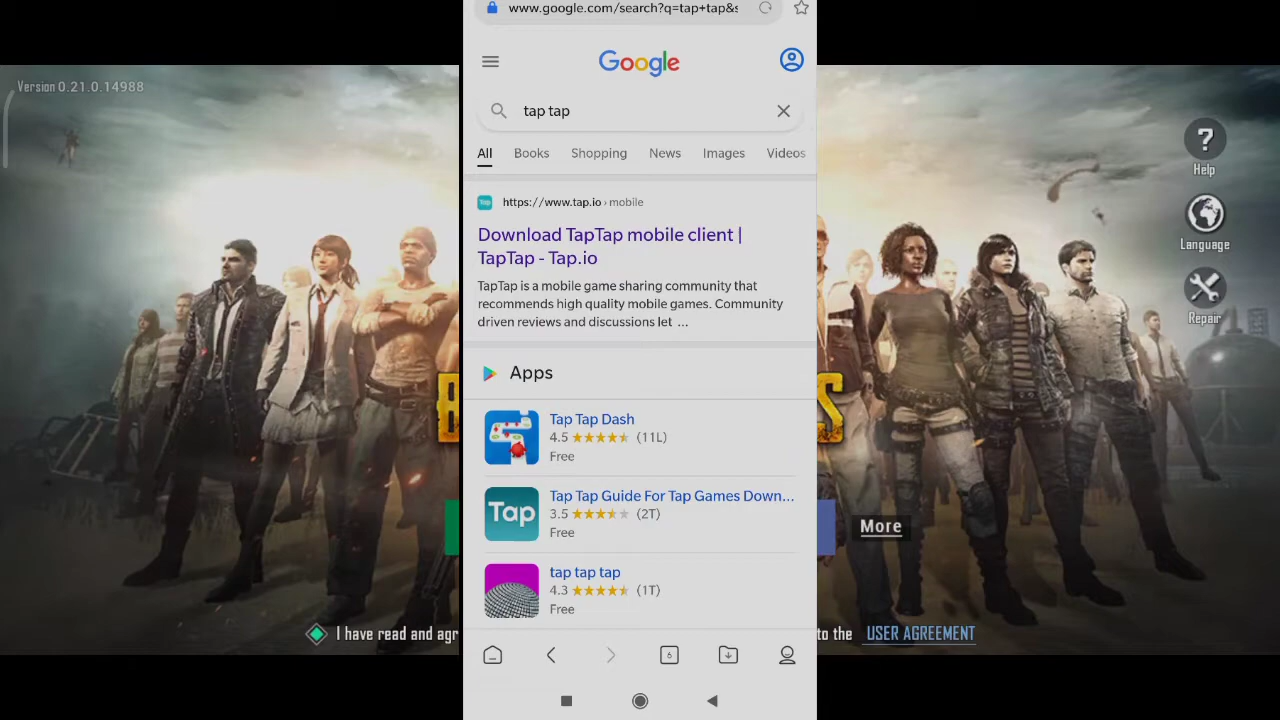 www.google.com/search?q=tap+tap&s
Version 0.21.0.14988
Google
tap tap
All Books Shopping News Images Videos
Tap
https://www.tap.io › mobile
Download TapTap mobile client |
TapTap - Tap.io
TapTap is a mobile game sharing community that
recommends high quality mobile games. Community
driven reviews and discussions let ...
Apps
Tap Tap Dash
4.5 (11L)
Free
Tap
Tap Tap Guide For Tap Games Down...
3.5 (2T)
Free
tap tap tap
4.3 (1T)
Free
6
?
Help
Language
Repair
More
I have read and agr
to the USER AGREEMENT